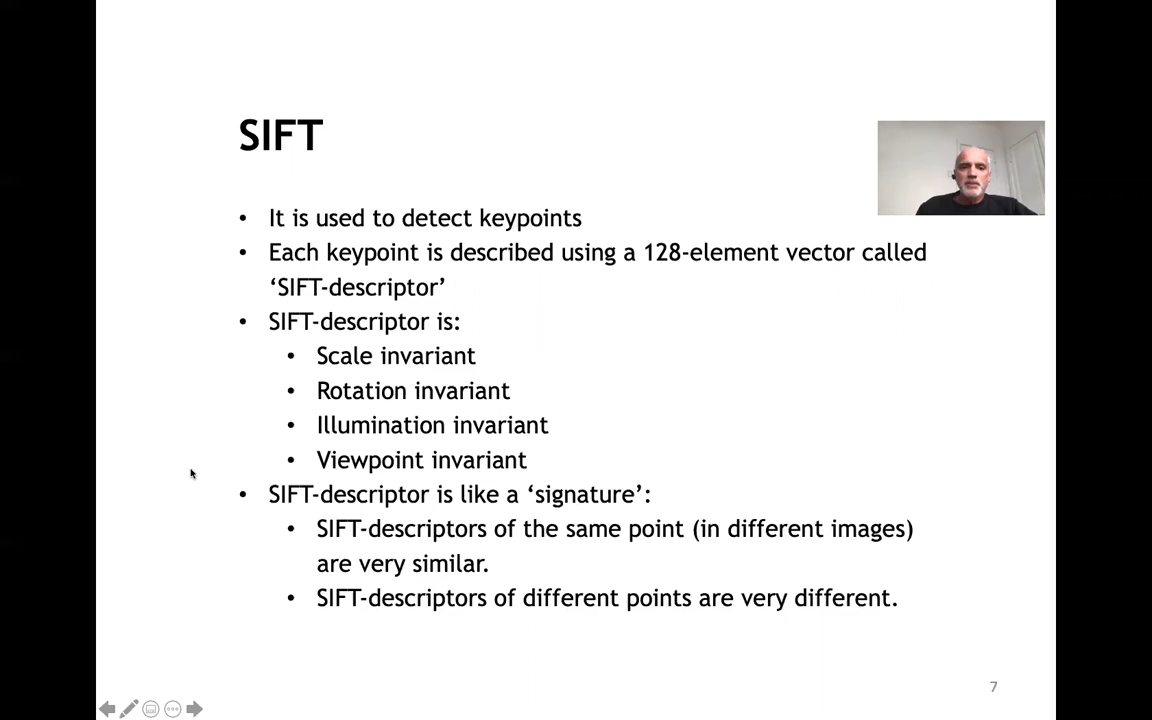 SIFT
• It is used to detect keypoints
• Each keypoint is described using a 128-element vector called
‘SIFT-descriptor’
• SIFT-descriptor is:
• Scale invariant
• Rotation invariant
• Illumination invariant
• Viewpoint invariant
• SIFT-descriptor is like a ‘signature’:
• SIFT-descriptors of the same point (in different images)
are very similar.
• SIFT-descriptors of different points are very different.
7